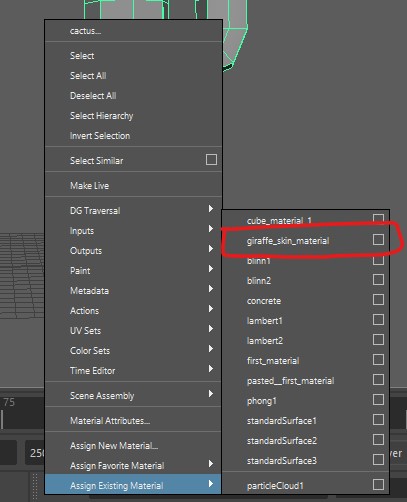 cactus...
Select
Select All
Deselect All
Select Hierarchy
Invert Selection
Select Similar
Make Live
DG Traversal
Inputs
Outputs
Paint
Metadata
Actions
UV Sets
Color Sets
Time Editor
Scene Assembly
Material Attributes...
Assign New Material...
Assign Favorite Material
Assign Existing Material
cube_material_1
giraffe_skin_material
blinn1
blinn2
concrete
lambert1
lambert2
first_material
pasted__first_material
phong1
standardSurface1
standardSurface2
standardSurface3
particleCloud1
75
250